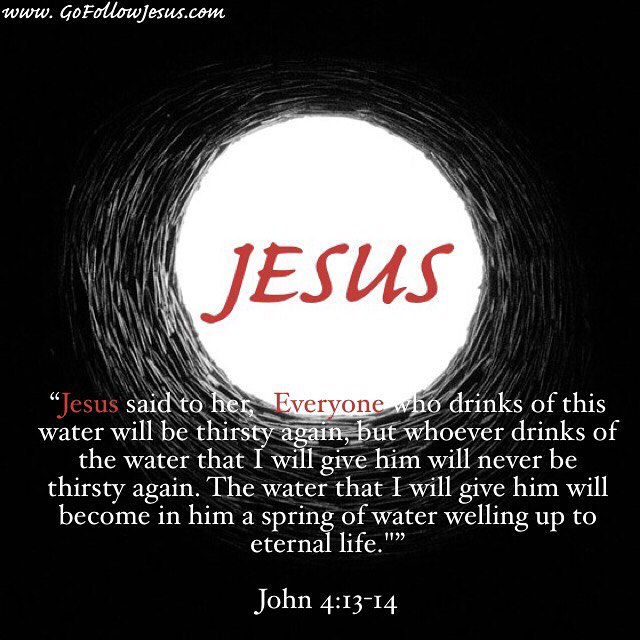 www. GoFollowJesus.com
JESUS
“Jesus said to her, Everyone who drinks of this
water will be thirsty again, but whoever drinks of
the water that I will give him will never be
thirsty again. The water that I will give him will
become in him a spring of water welling up to
eternal life."”
John 4:13-14